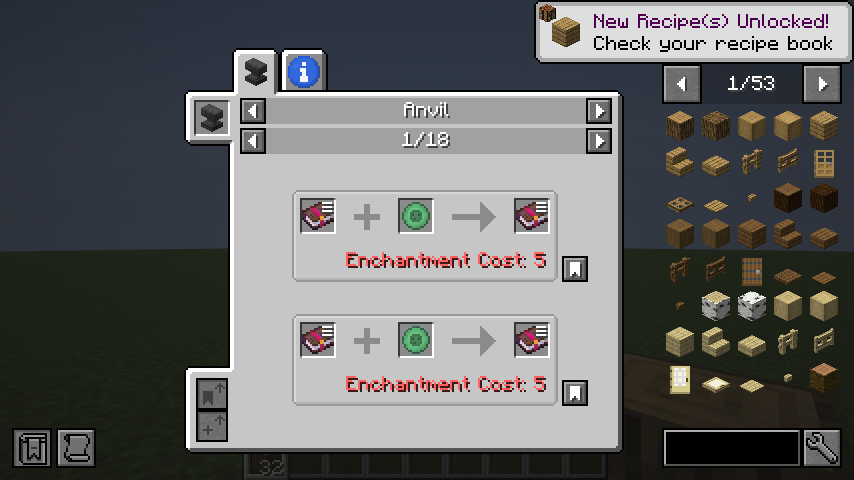 New Recipe(s) Unlocked!
Check your recipe book
1/53
Anvil
1/18
Enchantment Cost: 5
Enchantment Cost: 5
32